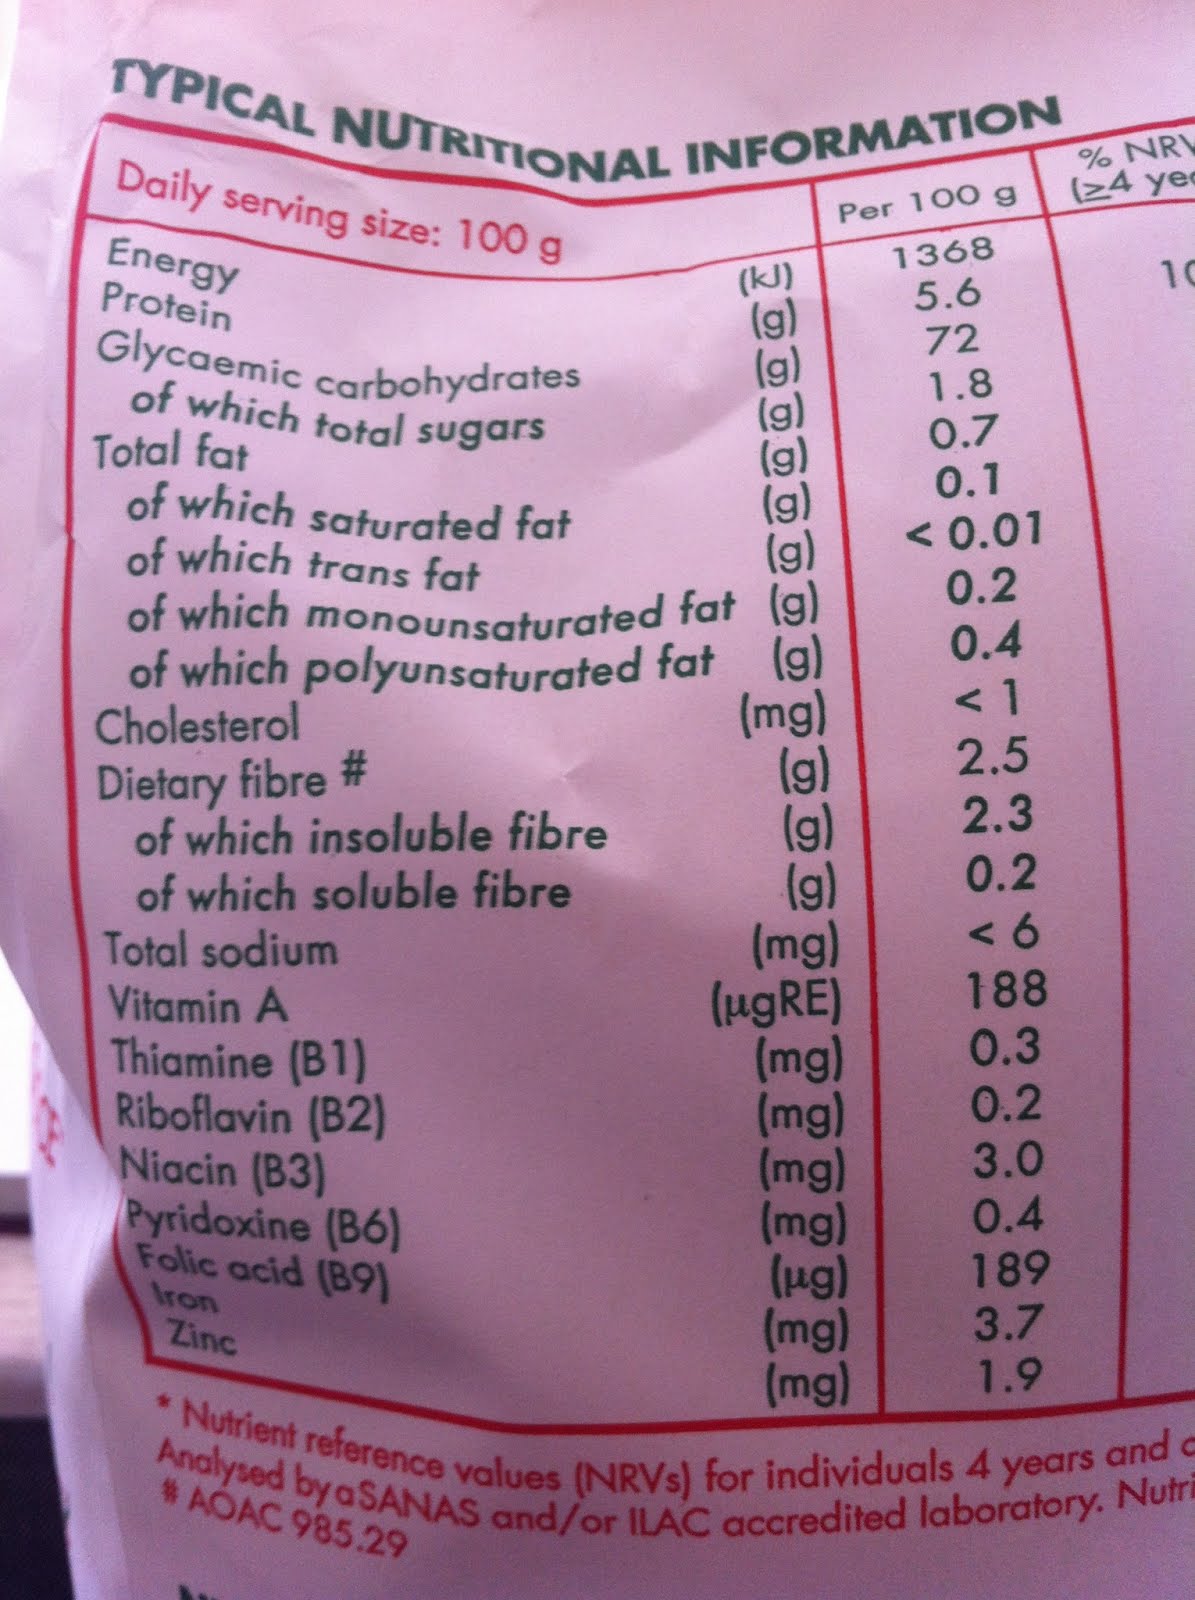 TYPICAL NUTRITIONAL INFORMATION
Daily serving size: 100 g Per 100 g % NRV (≥4
Energy (kJ) 1368
Protein (g) 5.6 10
Glycaemic carbohydrates (g) 72
of which total sugars (g) 1.8
Total fat (g) 0.7
of which saturated fat (g) 0.1
of which trans fat (g) < 0.01
of which monounsaturated fat (g) 0.2
of which polyunsaturated fat (g) 0.4
Cholesterol (mg) < 1
Dietary fibre # (g) 2.5
of which insoluble fibre (g) 2.3
of which soluble fibre (g) 0.2
Total sodium (mg) < 6
Vitamin A (µgRE) 188
Thiamine (B1) (mg) 0.3
Riboflavin (B2) (mg) 0.2
Niacin (B3) (mg) 3.0
Pyridoxine (B6) (mg) 0.4
Folic acid (B9) (µg) 189
Iron (mg) 3.7
Zinc (mg) 1.9
* Nutrient reference values (NRVs) for individuals 4 years and
Analysed by a SANAS and/or ILAC accredited laboratory.
# AOAC 985.29